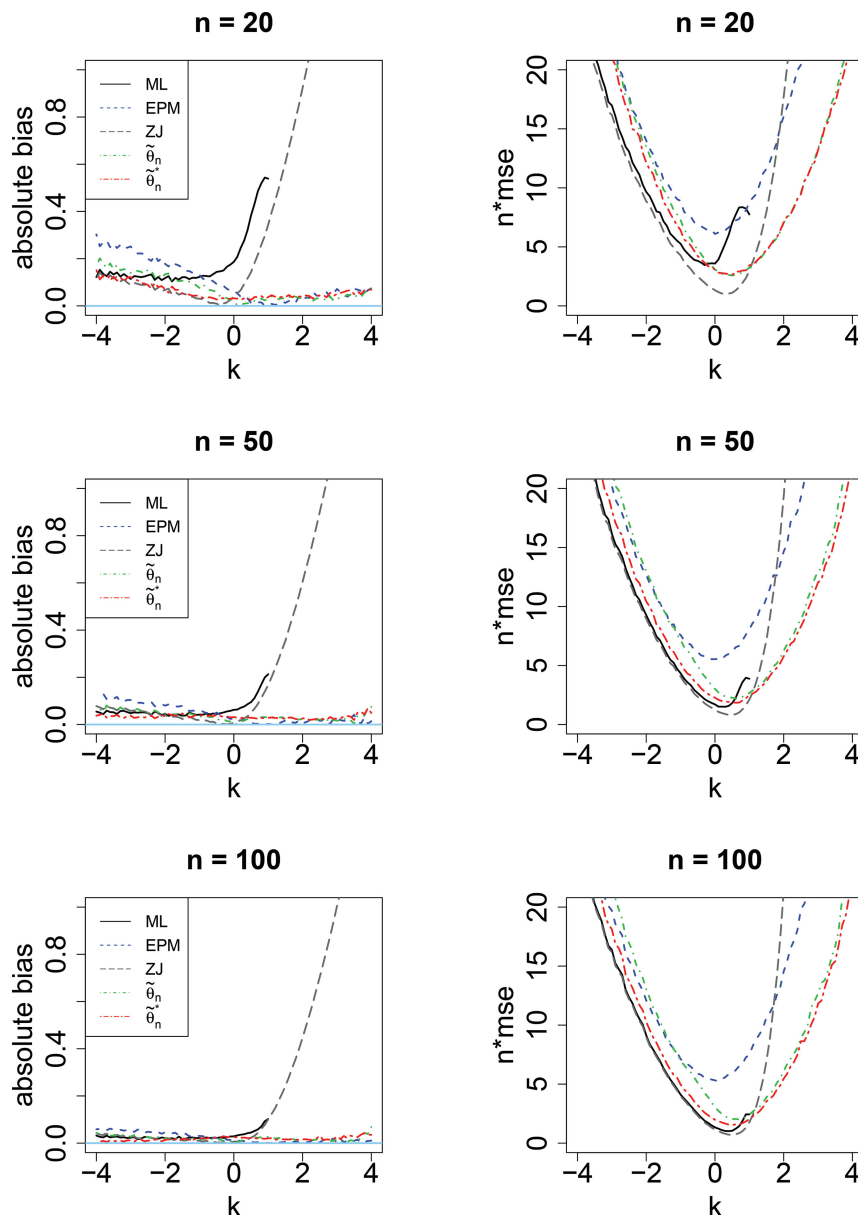 n = 20
absolute bias
0.0 0.4 0.8
ML
EPM
ZJ
θ̃n
θ̃n*
−4 −2 0 2 4
k
n = 20
n*mse
0 5 10 15 20
−4 −2 0 2 4
k
n = 50
absolute bias
0.0 0.4 0.8
ML
EPM
ZJ
θ̃n
θ̃n*
−4 −2 0 2 4
k
n = 50
n*mse
0 5 10 15 20
−4 −2 0 2 4
k
n = 100
absolute bias
0.0 0.4 0.8
ML
EPM
ZJ
θ̃n
θ̃n*
−4 −2 0 2 4
k
n = 100
n*mse
0 5 10 15 20
−4 −2 0 2 4
k